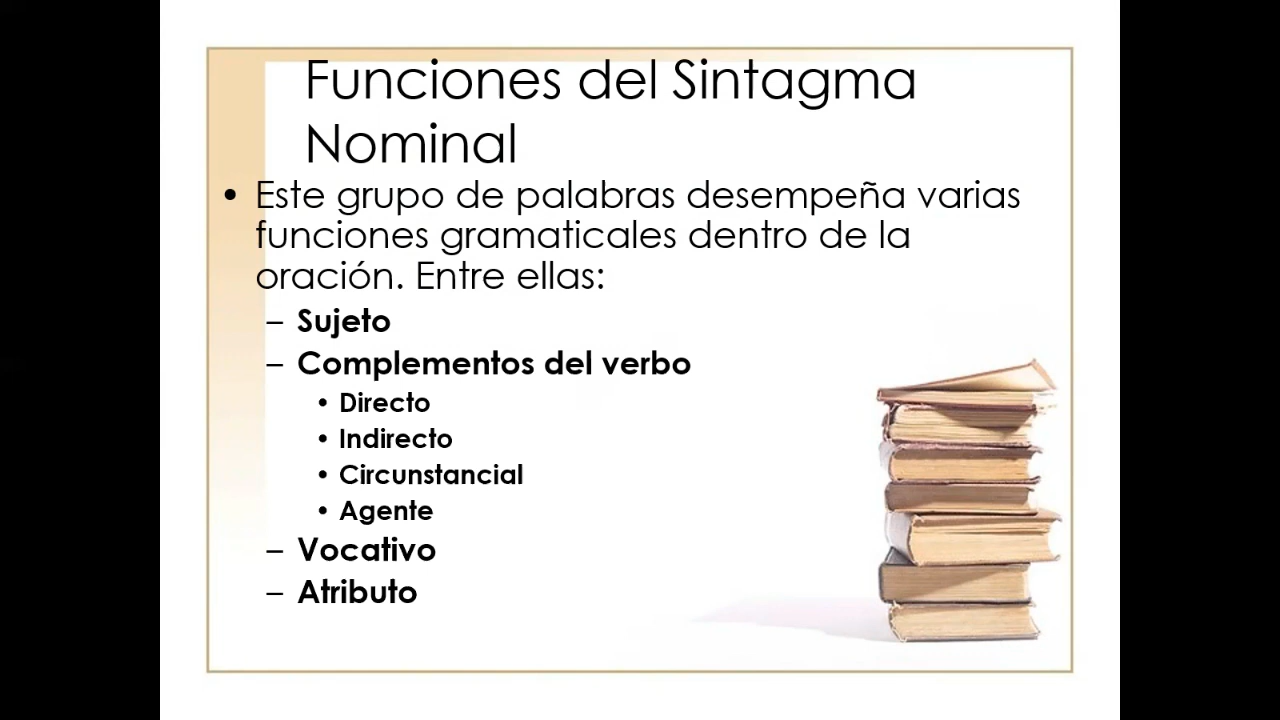 Funciones del Sintagma
Nominal
• Este grupo de palabras desempeña varias
funciones gramaticales dentro de la
oración. Entre ellas:
– Sujeto
– Complementos del verbo
• Directo
• Indirecto
• Circunstancial
• Agente
– Vocativo
– Atributo